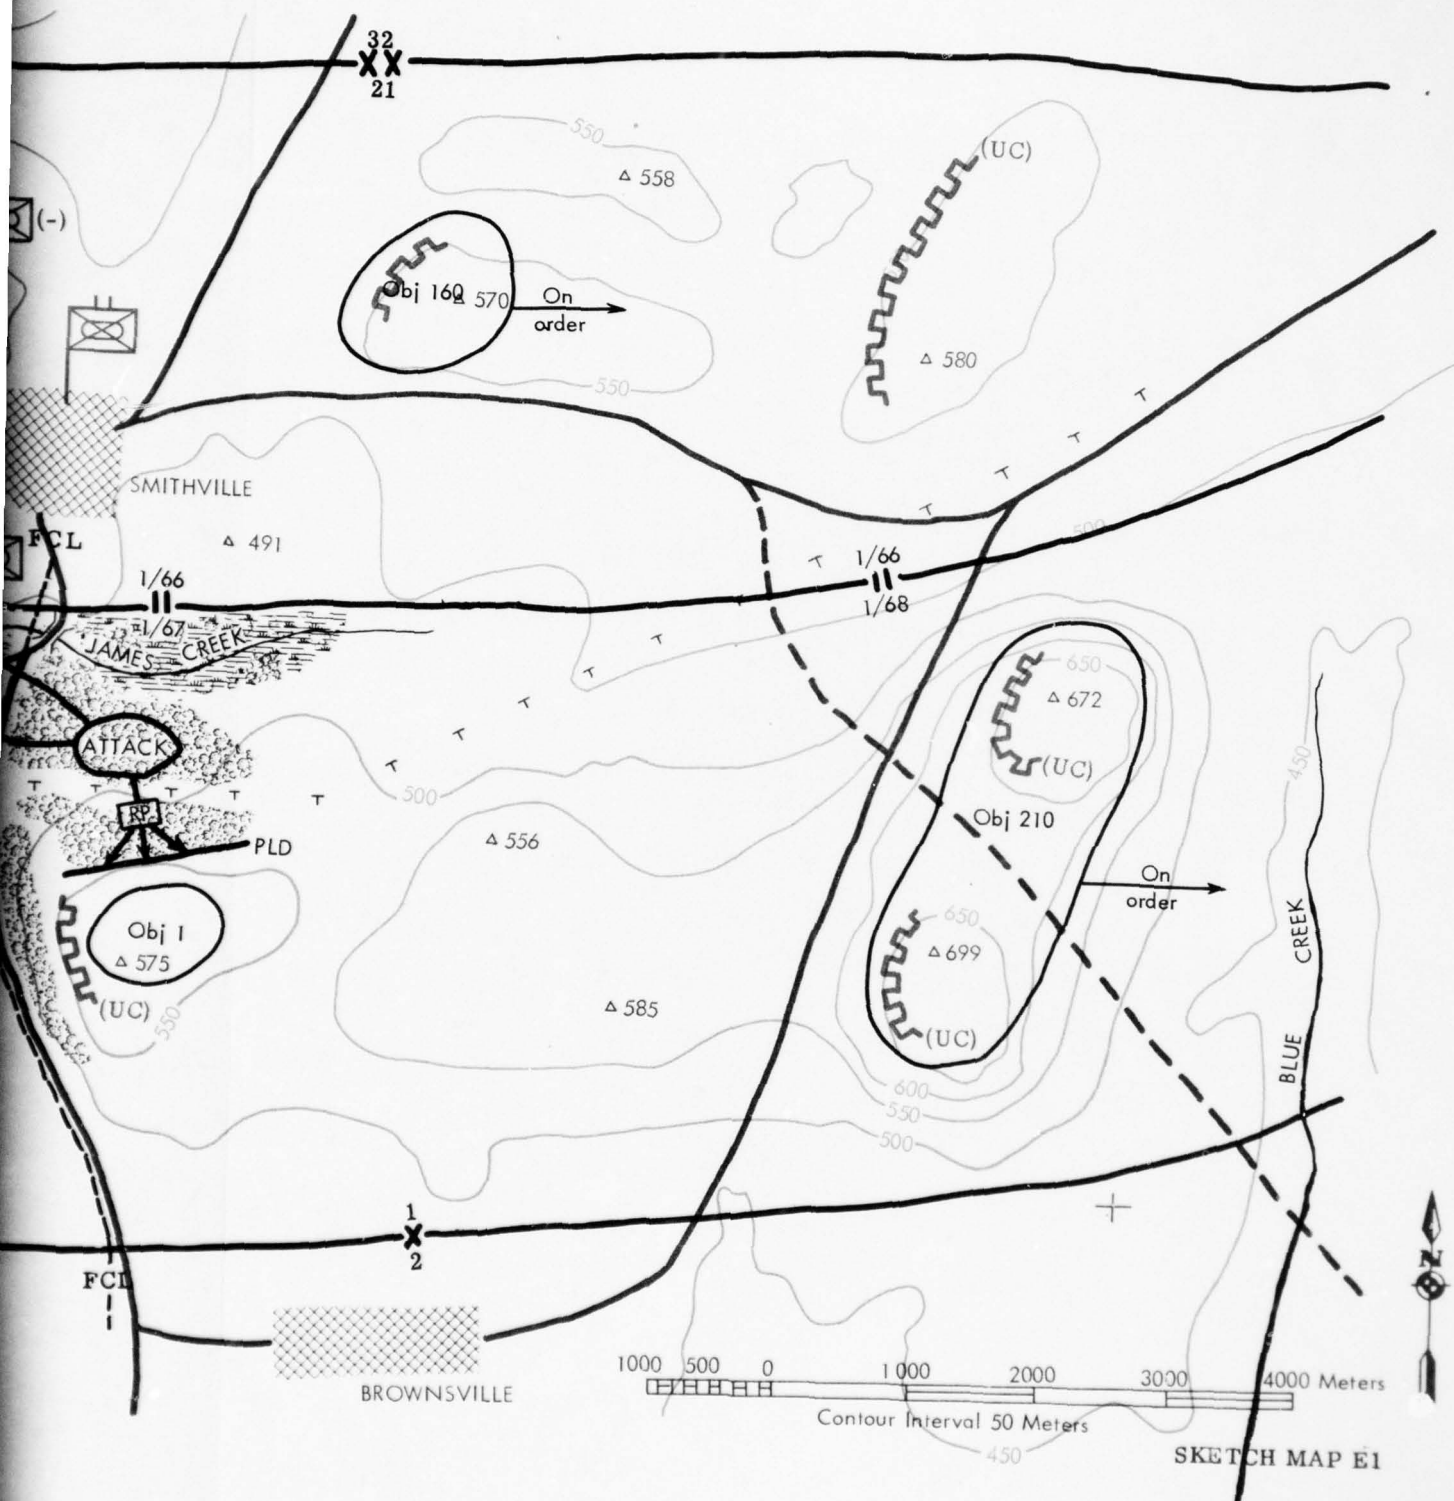 32
XX
21
550
△ 558
(UC)
(-)
Obj 160
△ 570
On
order
△ 580
550
SMITHVILLE
FCL
△ 491
500
1/66
1/67
1/66
1/68
JAMES CREEK
650
△ 672
(UC)
ATTACK
450
500
RP
Obj 210
PLD
△ 556
On
order
Obj 1
△ 575
650
△ 699
CREEK
BLUE
(UC)
550
△ 585
(UC)
600
550
500
1
X
2
FCL
N
1000 500 0 1000 2000 3000 4000 Meters
BROWNSVILLE
Contour Interval 50 Meters
450
SKETCH MAP E1